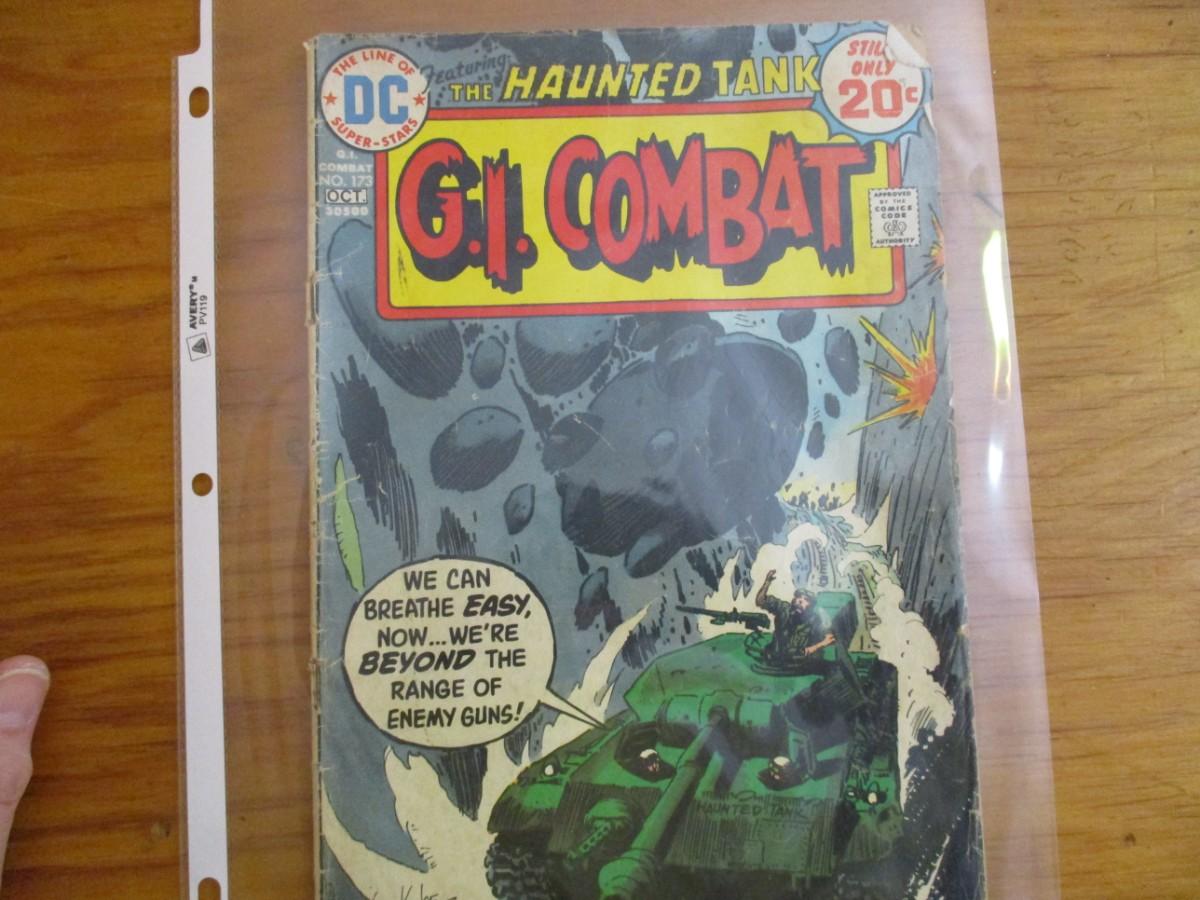 THE LINE OF
DC
SUPER-STARS
Featuring
THE HAUNTED TANK
STILL
ONLY
20¢
G.I. COMBAT
G.I.
COMBAT
NO. 173
OCT.
30500
APPROVED
BY THE
COMICS
CODE
AUTHORITY
AVERY®
PV119
WE CAN
BREATHE EASY,
NOW...WE'RE
BEYOND THE
RANGE OF
ENEMY GUNS!
HAUNTED TANK